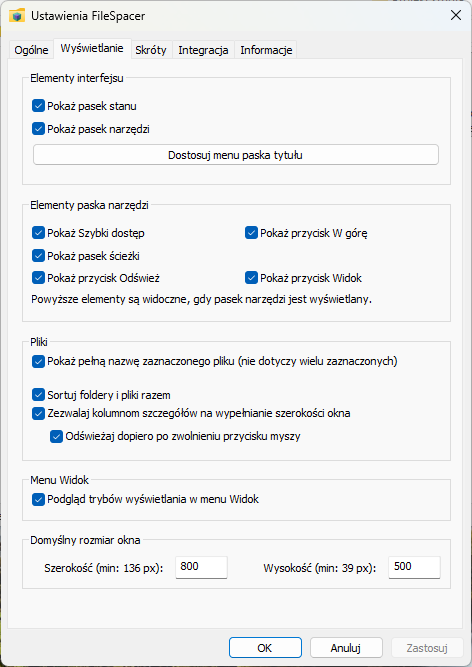 Ustawienia FileSpacer
Ogólne Wyświetlanie Skróty Integracja Informacje
Elementy interfejsu
Pokaż pasek stanu
Pokaż pasek narzędzi
Dostosuj menu paska tytułu
Elementy paska narzędzi
Pokaż Szybki dostęp Pokaż przycisk W górę
Pokaż pasek ścieżki
Pokaż przycisk Odśwież Pokaż przycisk Widok
Powyższe elementy są widoczne, gdy pasek narzędzi jest wyświetlany.
Pliki
Pokaż pełną nazwę zaznaczonego pliku (nie dotyczy wielu zaznaczonych)
Sortuj foldery i pliki razem
Zezwalaj kolumnom szczegółów na wypełnianie szerokości okna
Odświeżaj dopiero po zwolnieniu przycisku myszy
Menu Widok
Podgląd trybów wyświetlania w menu Widok
Domyślny rozmiar okna
Szerokość (min: 136 px): 800 Wysokość (min: 39 px): 500
OK Anuluj Zastosuj